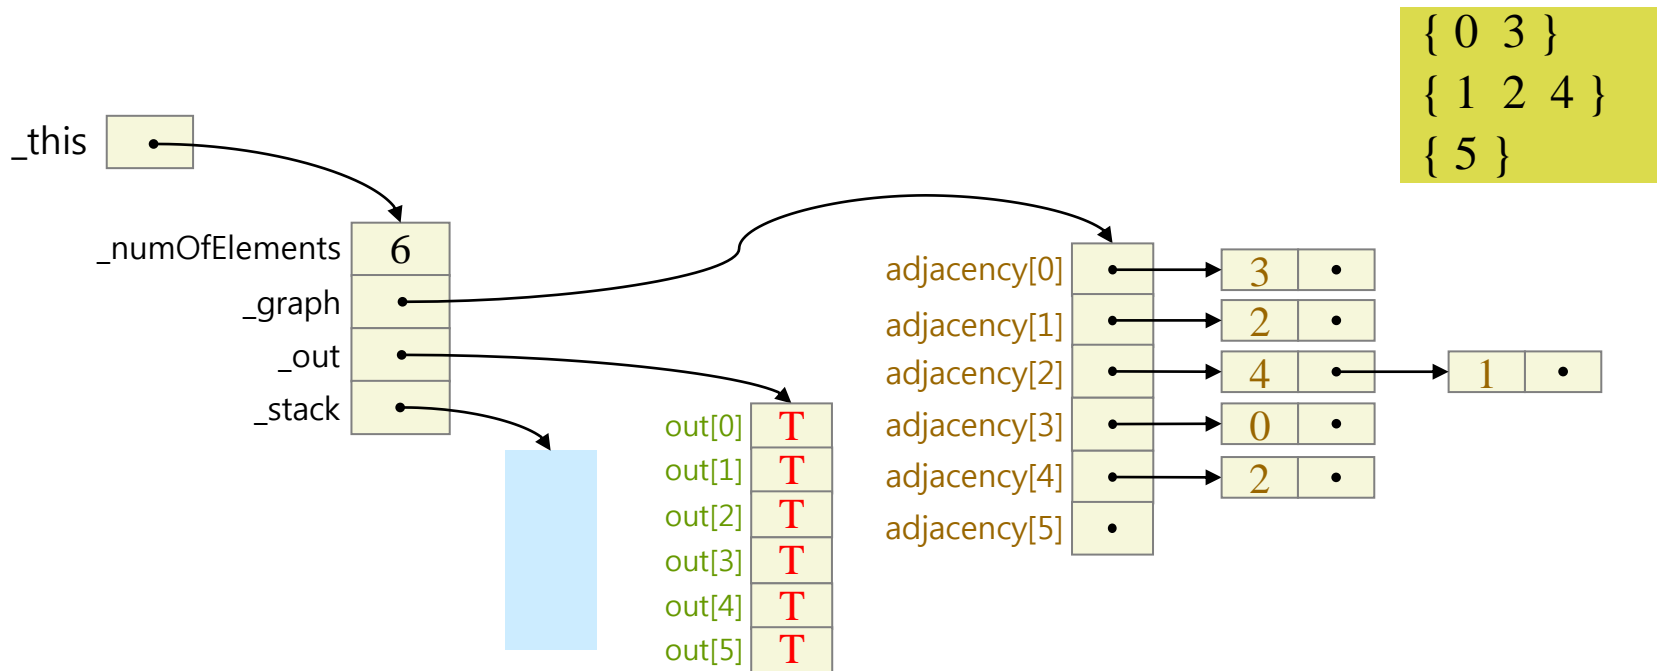 { 0 3 }
{ 1 2 4 }
{ 5 }
_this
_numOfElements 6
_graph
_out
_stack
out[0] T
out[1] T
out[2] T
out[3] T
out[4] T
out[5] T
adjacency[0] 3
adjacency[1] 2
adjacency[2] 4 1
adjacency[3] 0
adjacency[4] 2
adjacency[5]